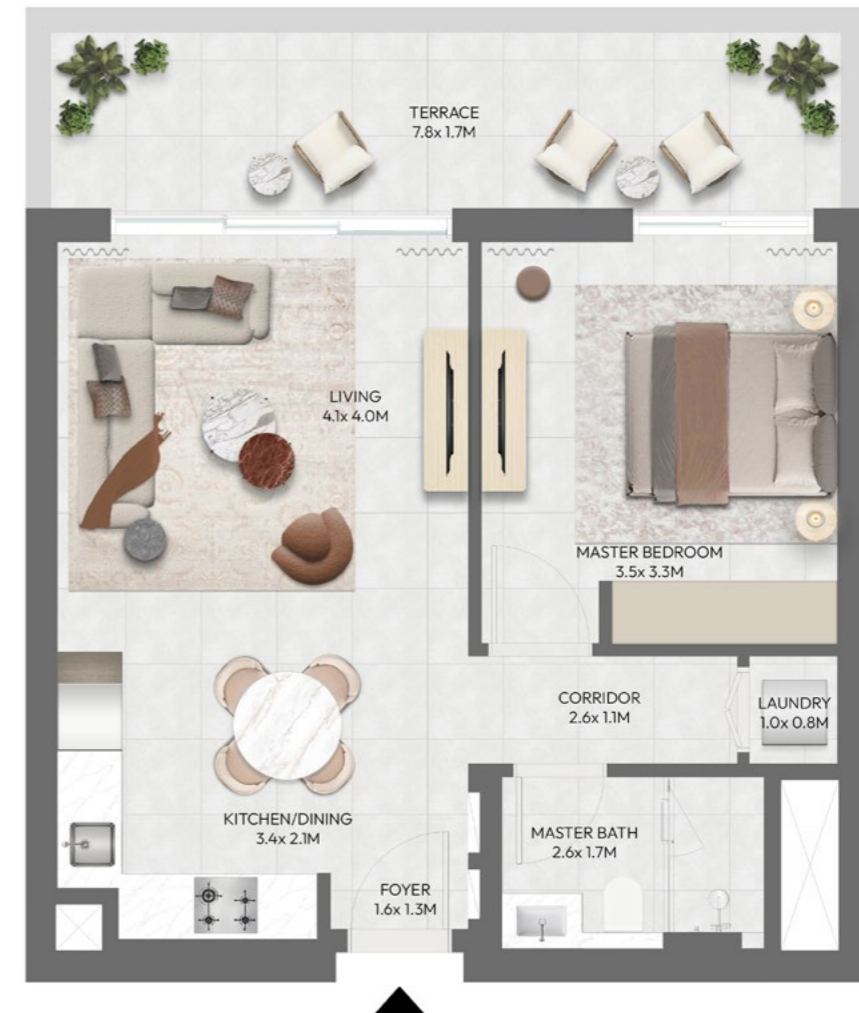 TERRACE
7.8x 1.7M
LIVING
4.1x 4.0M
MASTER BEDROOM
3.5x 3.3M
CORRIDOR
2.6x 1.1M
LAUNDRY
1.0x 0.8M
KITCHEN/DINING
3.4x 2.1M
MASTER BATH
2.6x 1.7M
FOYER
1.6x 1.3M